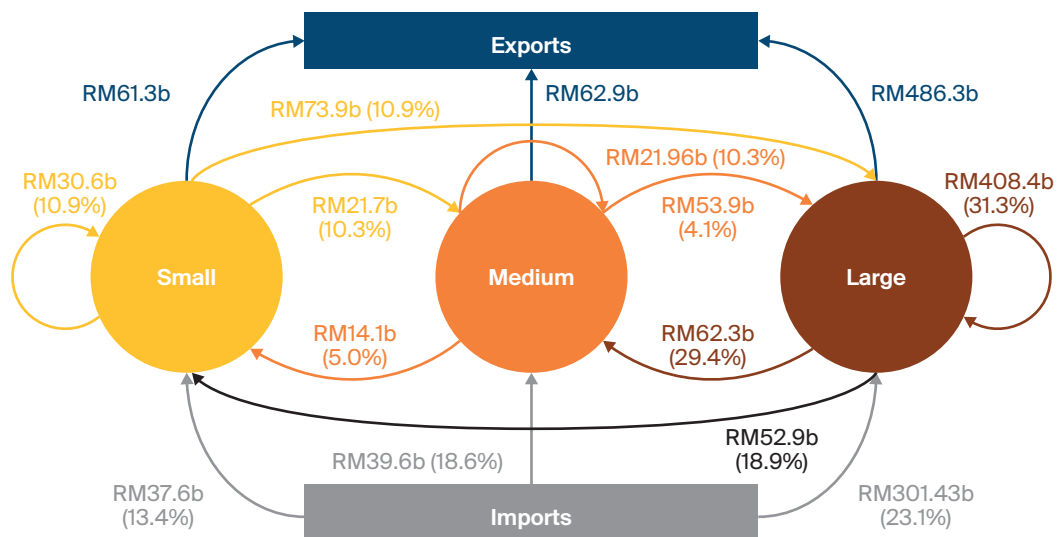 Exports
RM61.3b
RM62.9b
RM486.3b
RM73.9b (10.9%)
RM21.96b (10.3%)
RM30.6b
(10.9%)
RM21.7b
(10.3%)
RM53.9b
(4.1%)
RM408.4b
(31.3%)
Small
Medium
Large
RM14.1b
(5.0%)
RM62.3b
(29.4%)
RM52.9b
(18.9%)
RM39.6b (18.6%)
RM37.6b
(13.4%)
RM301.43b
(23.1%)
Imports